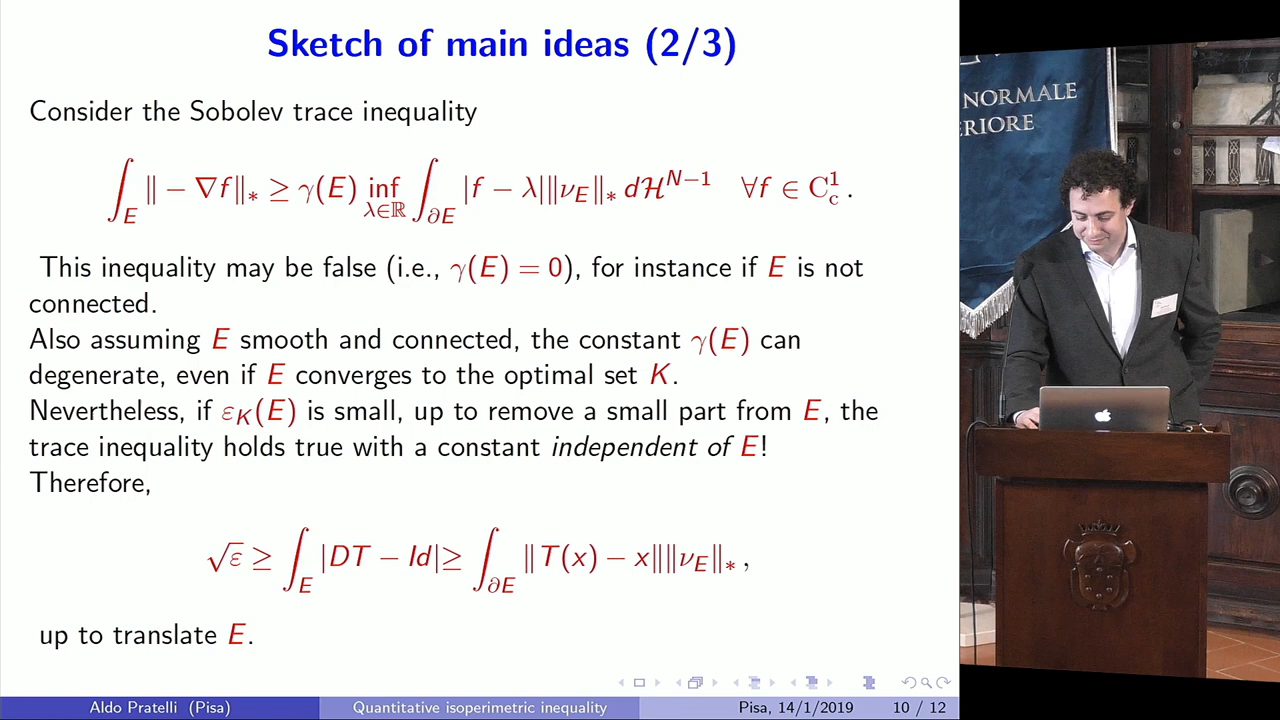 Sketch of main ideas (2/3)
Consider the Sobolev trace inequality
∫_E ‖ − ∇f‖_* ≥ γ(E) inf_{λ∈ℝ} ∫_{∂E} |f − λ|‖ν_E‖_* dℋ^{N−1} ∀f ∈ C_c^1 .
This inequality may be false (i.e., γ(E) = 0), for instance if E is not
connected.
Also assuming E smooth and connected, the constant γ(E) can
degenerate, even if E converges to the optimal set K.
Nevertheless, if ε_K(E) is small, up to remove a small part from E, the
trace inequality holds true with a constant independent of E!
Therefore,
√ε ≥ ∫_E |DT − Id| ≥ ∫_{∂E} ‖T(x) − x‖‖ν_E‖_* ,
up to translate E.
Aldo Pratelli (Pisa)
Quantitative isoperimetric inequality
Pisa, 14/1/2019
10 / 12
NORMALE
ERIORE